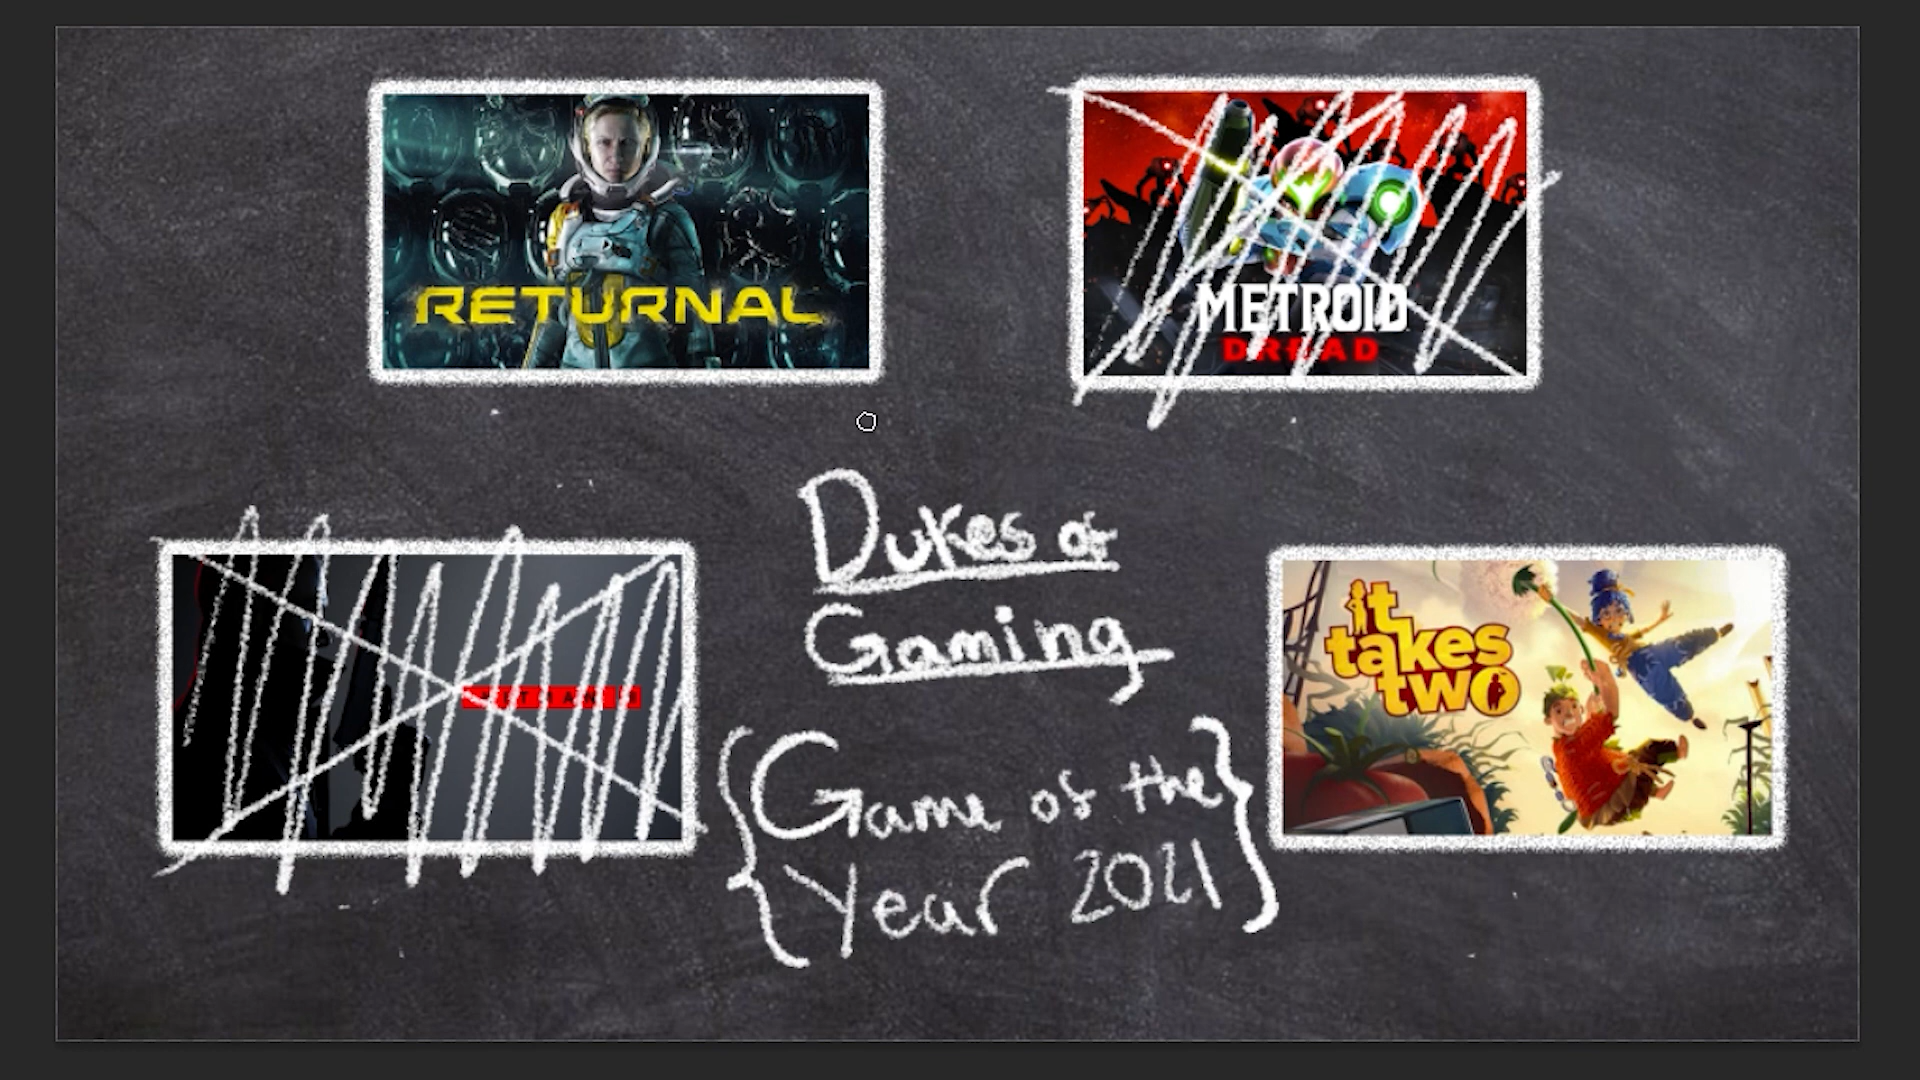 RETURNAL
METROID
DREAD
Dukes of
Gaming
it
takes
two
{Game of the
Year 2021}